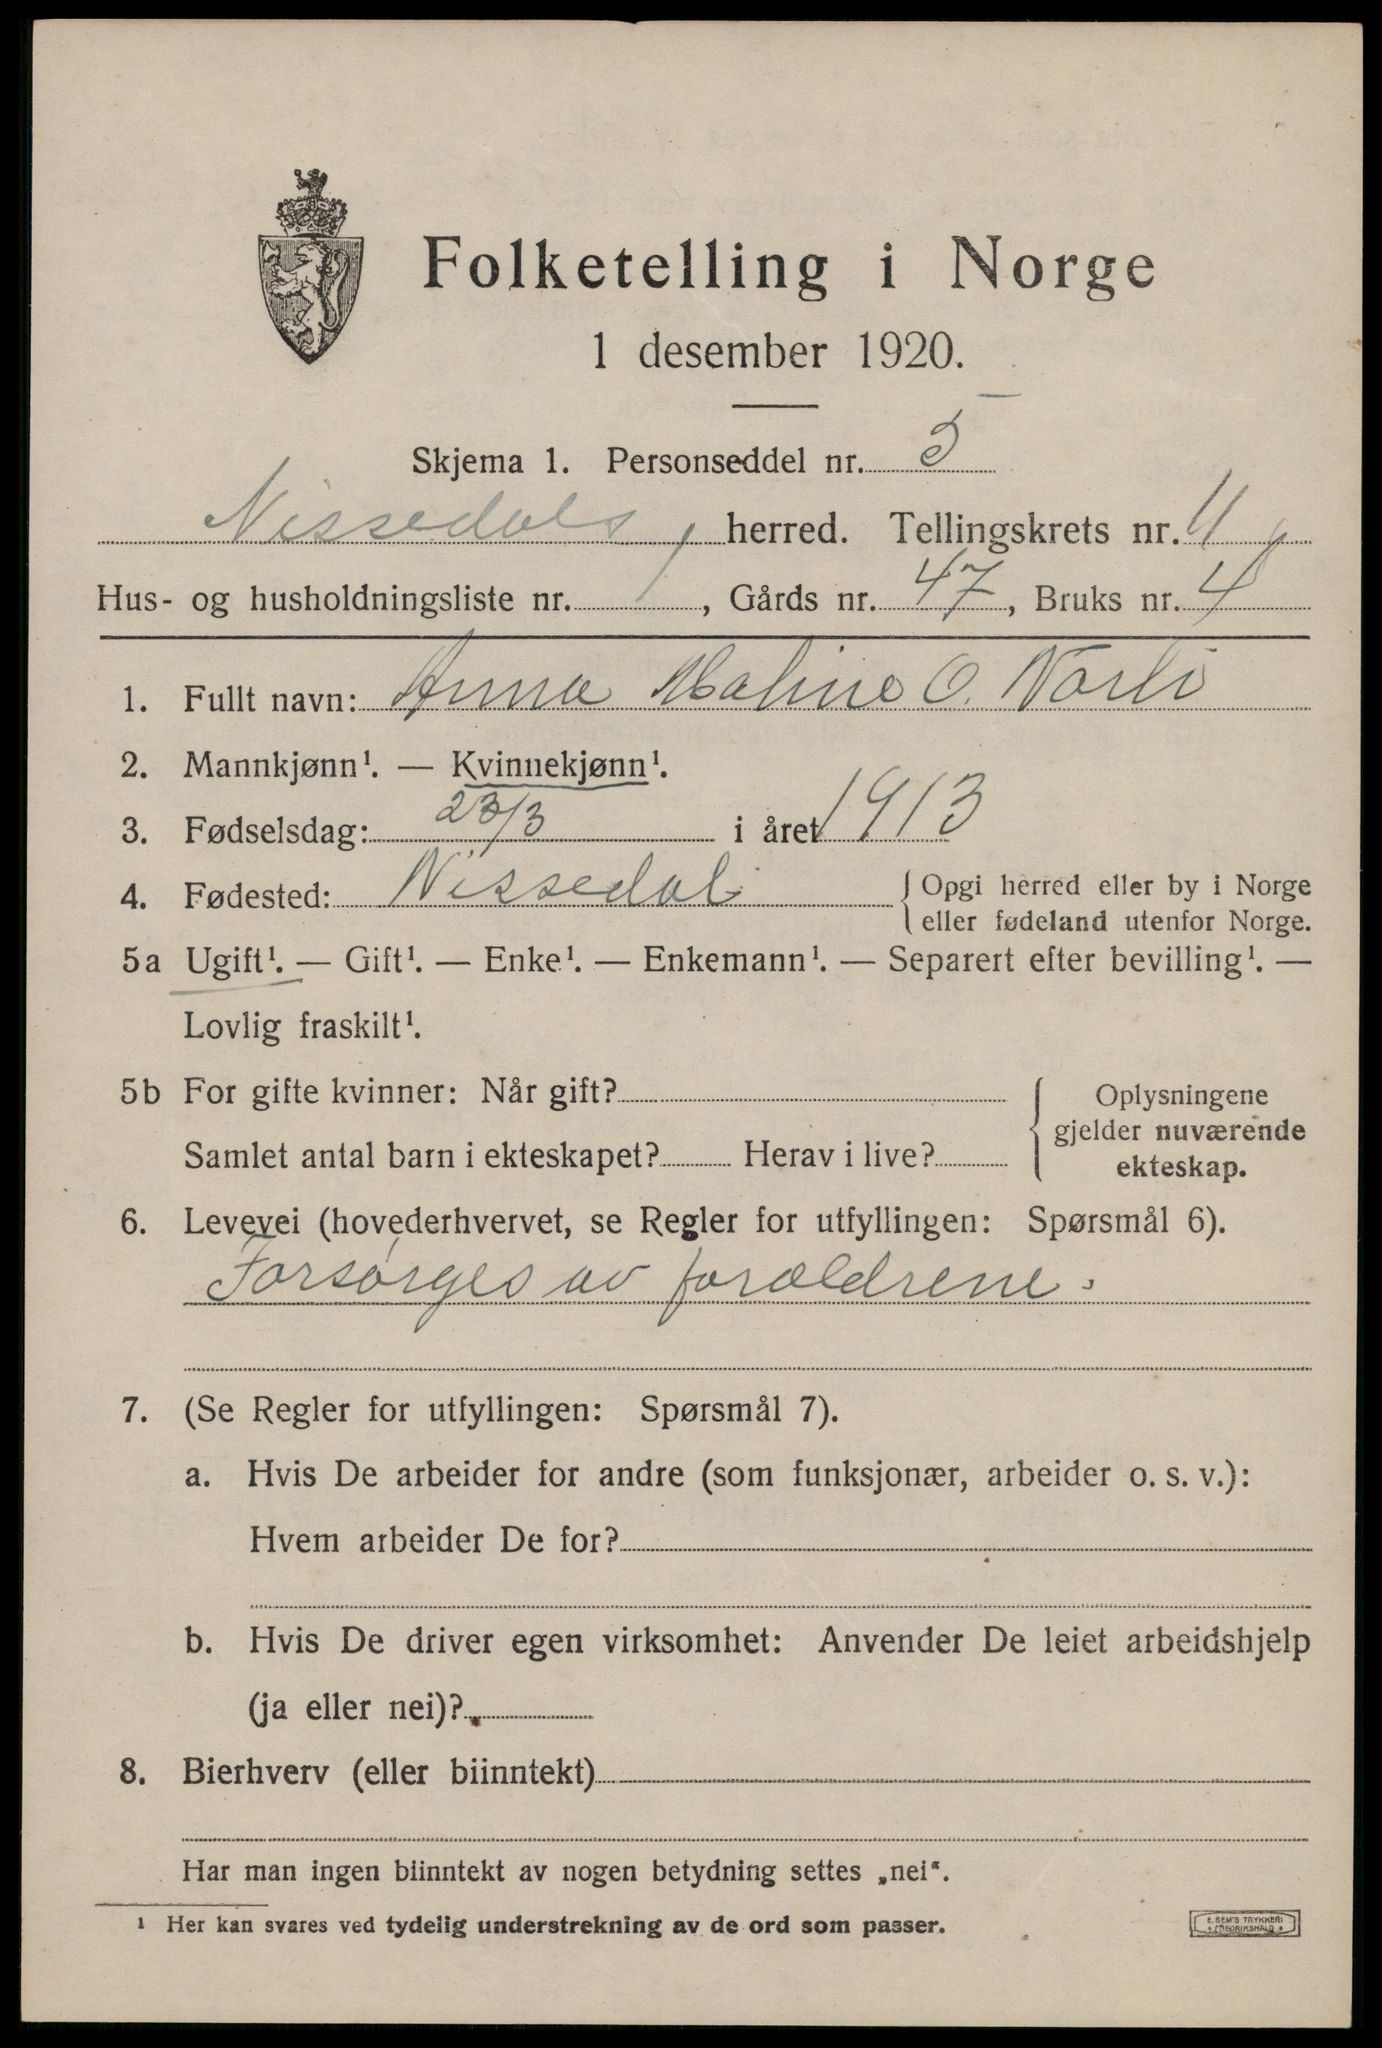 Folketelling i Norge
1 desember 1920.
Skjema 1. Personseddel nr. 5
Nissedals herred. Tellingskrets nr. 4
Hus- og husholdningsliste nr. 1, Gårds nr. 47, Bruks nr. 4
1. Fullt navn: Anna Maline O. Norli
2. Mannkjønn¹. — Kvinnekjønn¹.
3. Fødselsdag: 23/3 i året 1913
4. Fødested: Nissedal { Opgi herred eller by i Norge
eller fødeland utenfor Norge.
5a Ugift¹. — Gift¹. — Enke¹. — Enkemann¹. — Separert efter bevilling¹. —
Lovlig fraskilt¹.
5b For gifte kvinner: Når gift?
Samlet antal barn i ekteskapet? Herav i live?
Oplysningene
gjelder nuværende
ekteskap.
6. Levevei (hovederhvervet, se Regler for utfyllingen: Spørsmål 6).
Forsørges av forældrene.
7. (Se Regler for utfyllingen: Spørsmål 7).
a. Hvis De arbeider for andre (som funksjonær, arbeider o. s. v.):
Hvem arbeider De for?
b. Hvis De driver egen virksomhet: Anvender De leiet arbeidshjelp
(ja eller nei)?
8. Bierhverv (eller biinntekt)
Har man ingen biinntekt av nogen betydning settes „nei“.
¹ Her kan svares ved tydelig understrekning av de ord som passer.
E. SEM'S TRYKKERI
FREDRIKSHALD